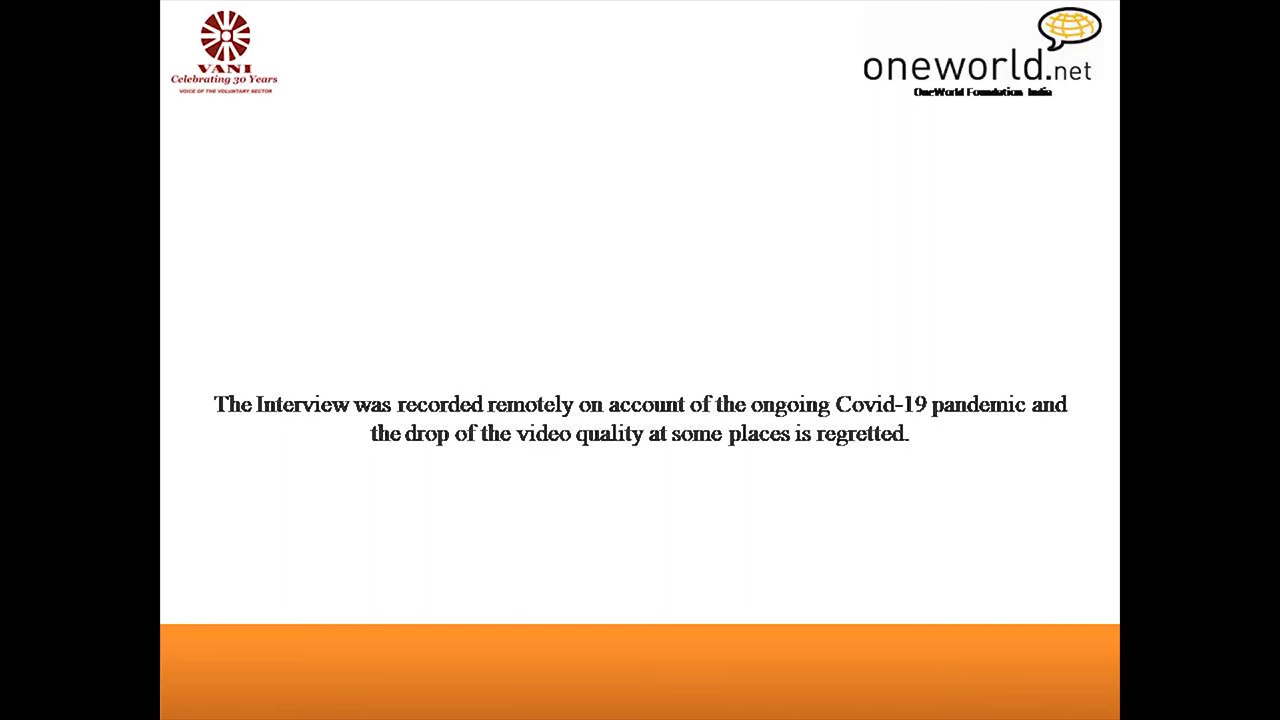 VANI
Celebrating 30 Years
VOICE OF THE VOLUNTARY SECTOR
oneworld.net
OneWorld Foundation India
The Interview was recorded remotely on account of the ongoing Covid-19 pandemic and
the drop of the video quality at some places is regretted.